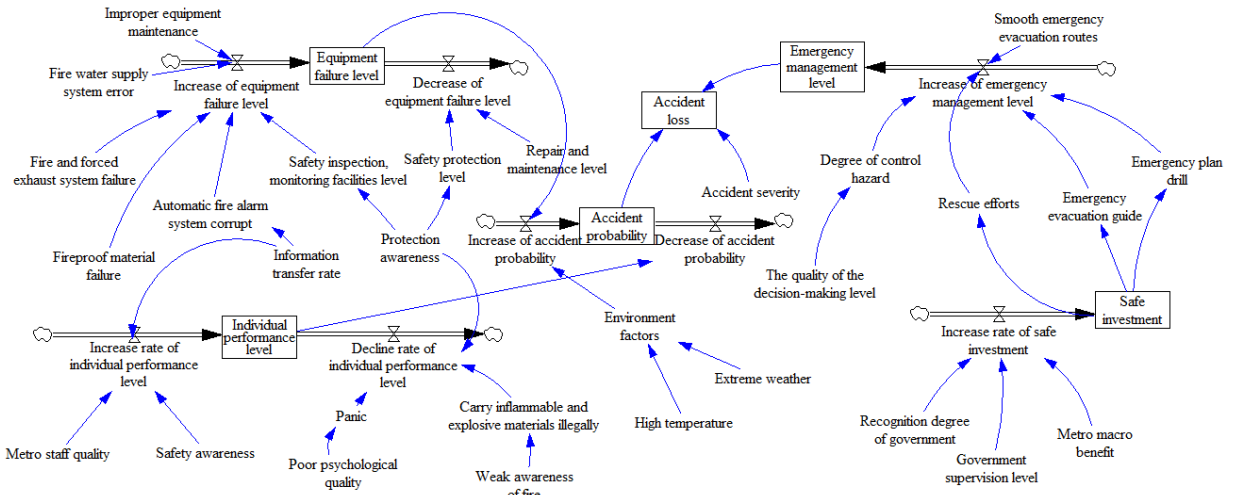 Improper equipment
maintenance
Fire water supply
system error
Equipment
failure level
Increase of equipment
failure level
Decrease of
equipment failure level
Fire and forced
exhaust system failure
Safety inspection,
monitoring facilities level
Safety protection
level
Repair and
maintenance level
Automatic fire alarm
system corrupt
Fireproof material
failure
Information
transfer rate
Protection
awareness
Emergency
management level
Smooth emergency
evacuation routes
Increase of emergency
management level
Accident
loss
Degree of control
hazard
Accident severity
Emergency plan
drill
Rescue efforts
Emergency
evacuation guide
Accident
probability
Increase of accident
probability
Decrease of accident
probability
The quality of the
decision-making level
Safe
investment
Increase rate of safe
investment
Individual
performance
level
Increase rate of
individual performance
level
Decline rate of
individual performance
level
Environment
factors
Extreme weather
High temperature
Panic
Carry inflammable and
explosive materials illegally
Metro staff quality
Safety awareness
Poor psychological
quality
Weak awareness
of fire
Recognition degree
of government
Government
supervision level
Metro macro
benefit